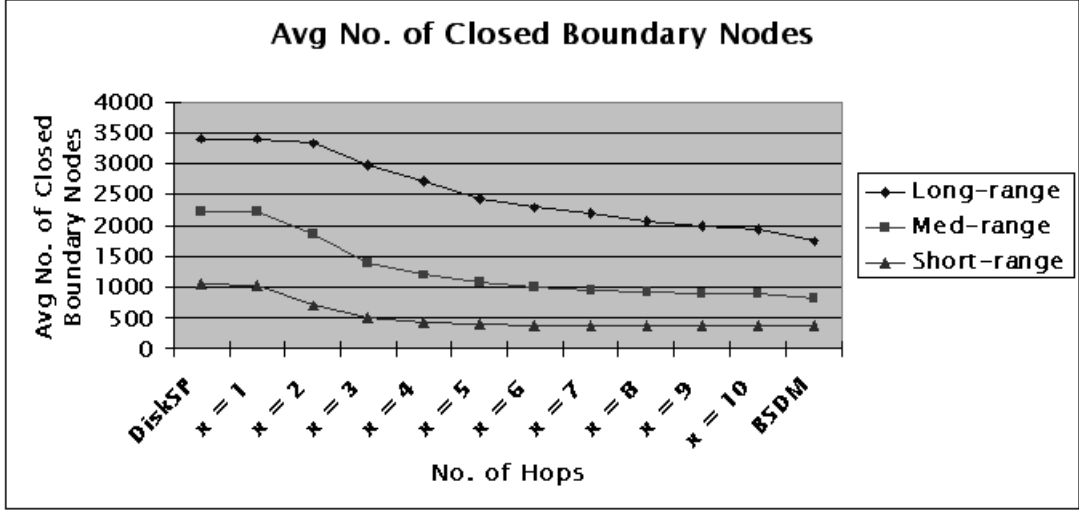 Avg No. of Closed Boundary Nodes
Avg No. of Closed
Boundary Nodes
4000
3500
3000
2500
2000
1500
1000
500
0
DiskSP
x = 1
x = 2
x = 3
x = 4
x = 5
x = 6
x = 7
x = 8
x = 9
x = 10
BSDM
No. of Hops
Long-range
Med-range
Short-range